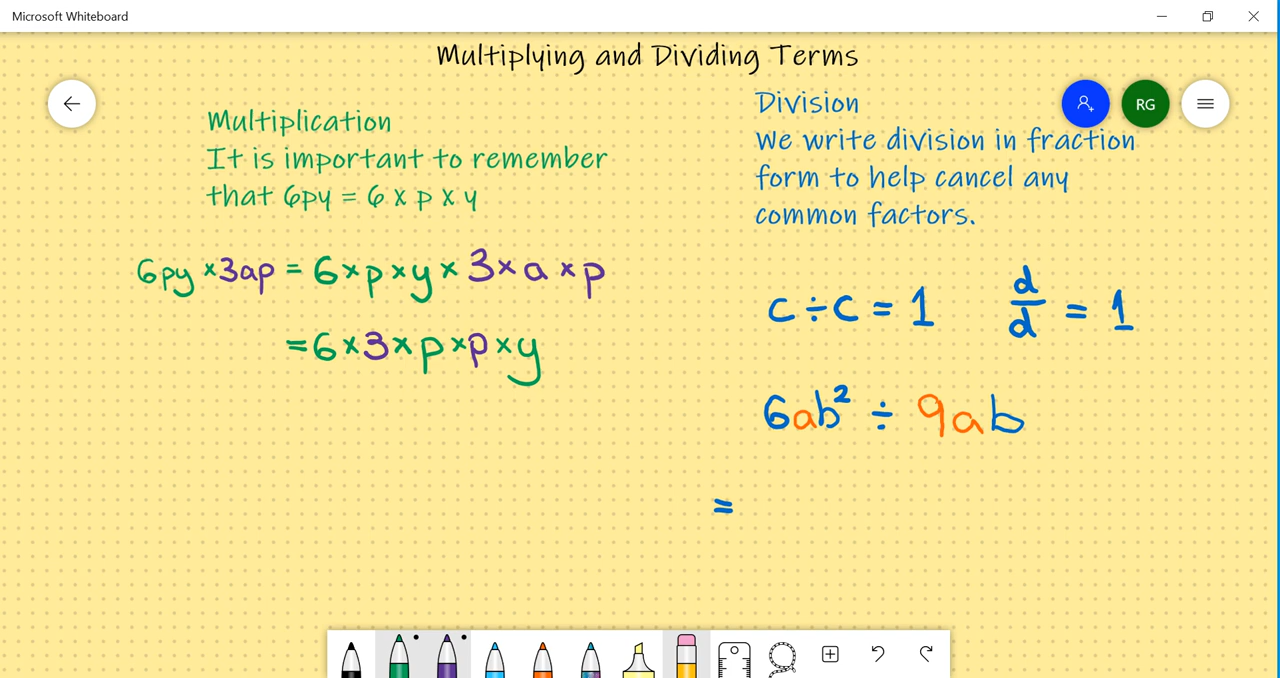 Microsoft Whiteboard
Multiplying and Dividing Terms
Multiplication
It is important to remember
that 6py = 6 x p x y
6py × 3ap = 6 × p × y × 3 × a × p
= 6 × 3 × p × p × y
Division
We write division in fraction
form to help cancel any
common factors.
c ÷ c = 1    d/d = 1
6ab² ÷ 9ab
=
RG